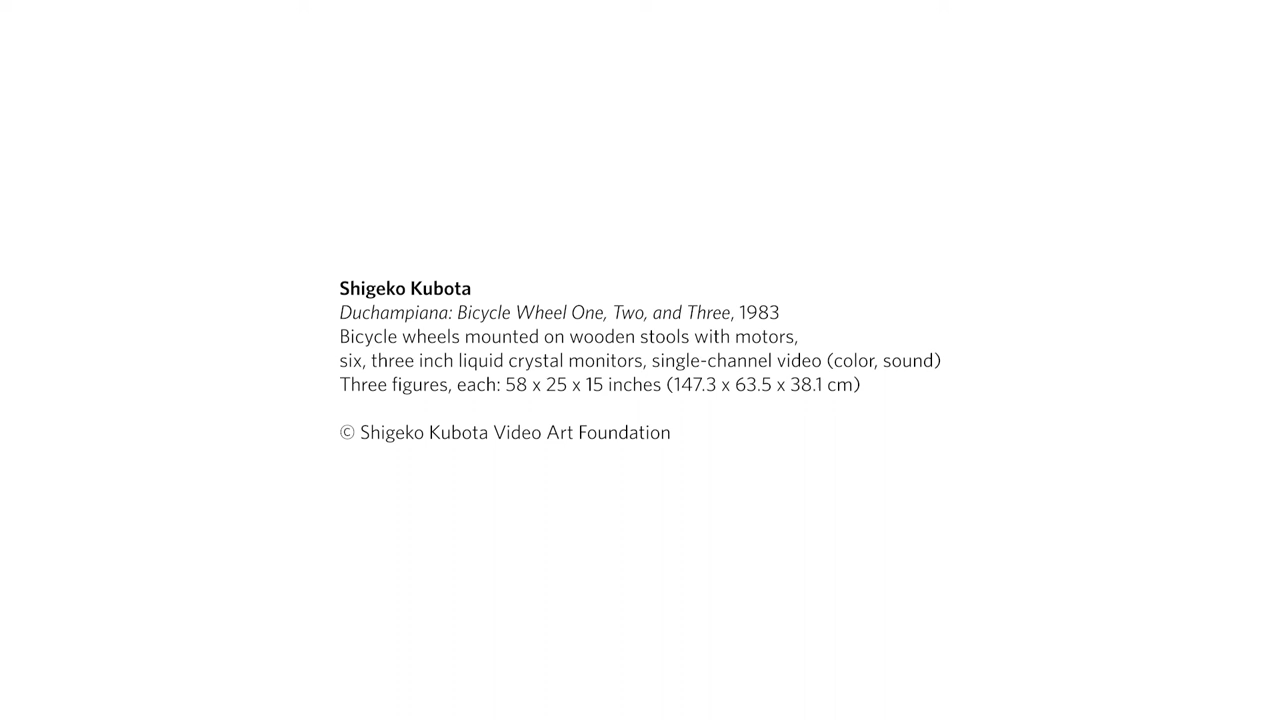 Shigeko Kubota
Duchampiana: Bicycle Wheel One, Two, and Three, 1983
Bicycle wheels mounted on wooden stools with motors,
six, three inch liquid crystal monitors, single-channel video (color, sound)
Three figures, each: 58 x 25 x 15 inches (147.3 x 63.5 x 38.1 cm)
© Shigeko Kubota Video Art Foundation